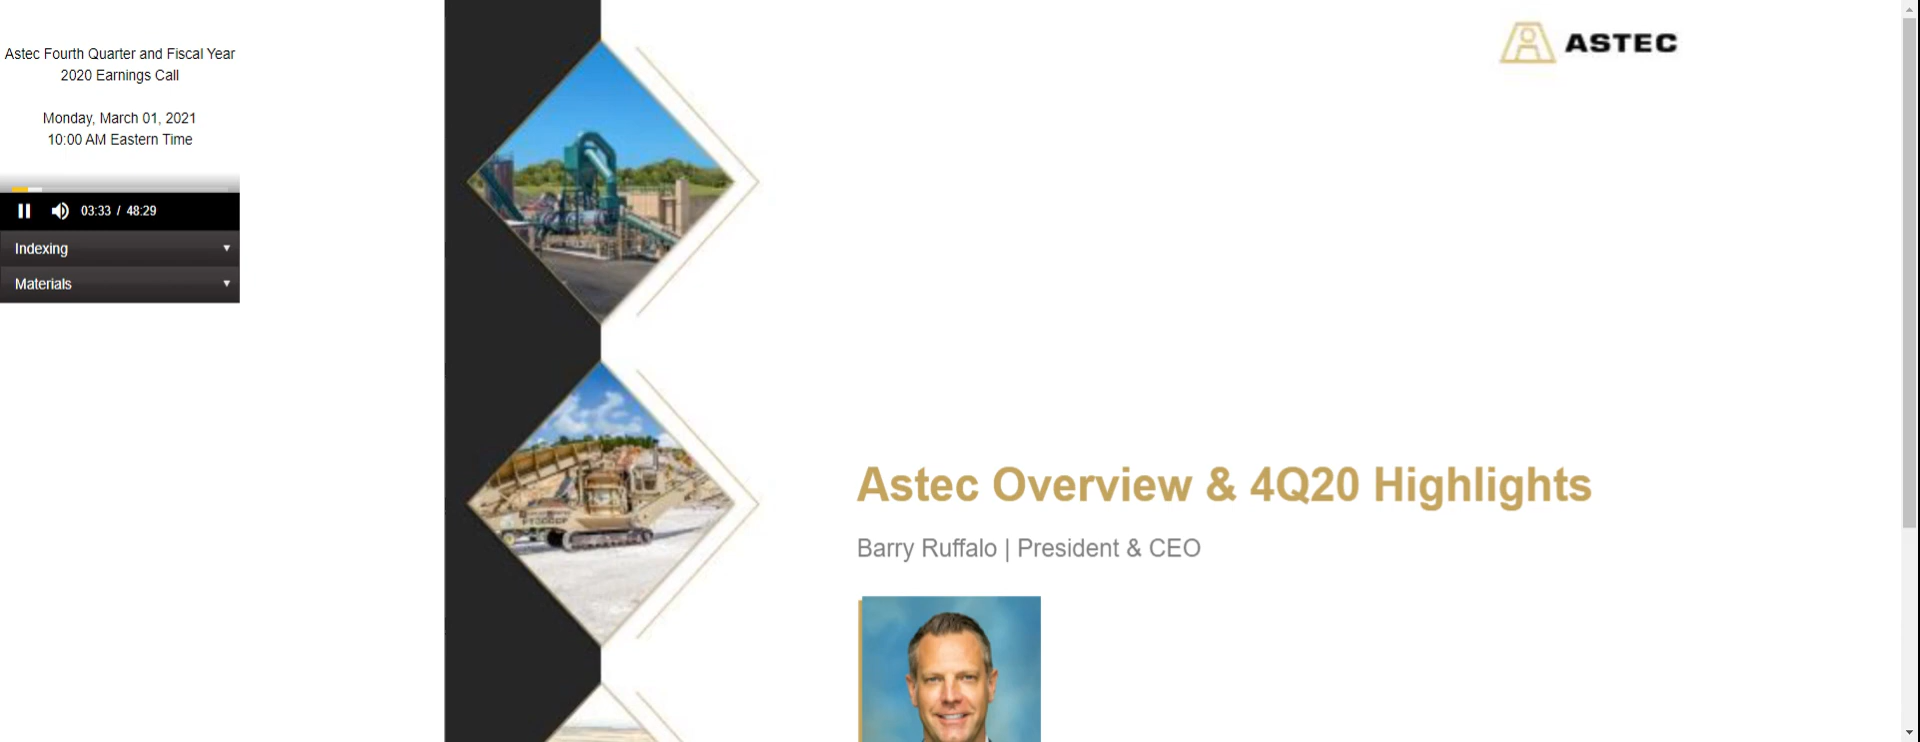 Astec Fourth Quarter and Fiscal Year
2020 Earnings Call
Monday, March 01, 2021
10:00 AM Eastern Time
03:33 / 48:29
Indexing
Materials
ASTEC
Astec Overview & 4Q20 Highlights
Barry Ruffalo | President & CEO